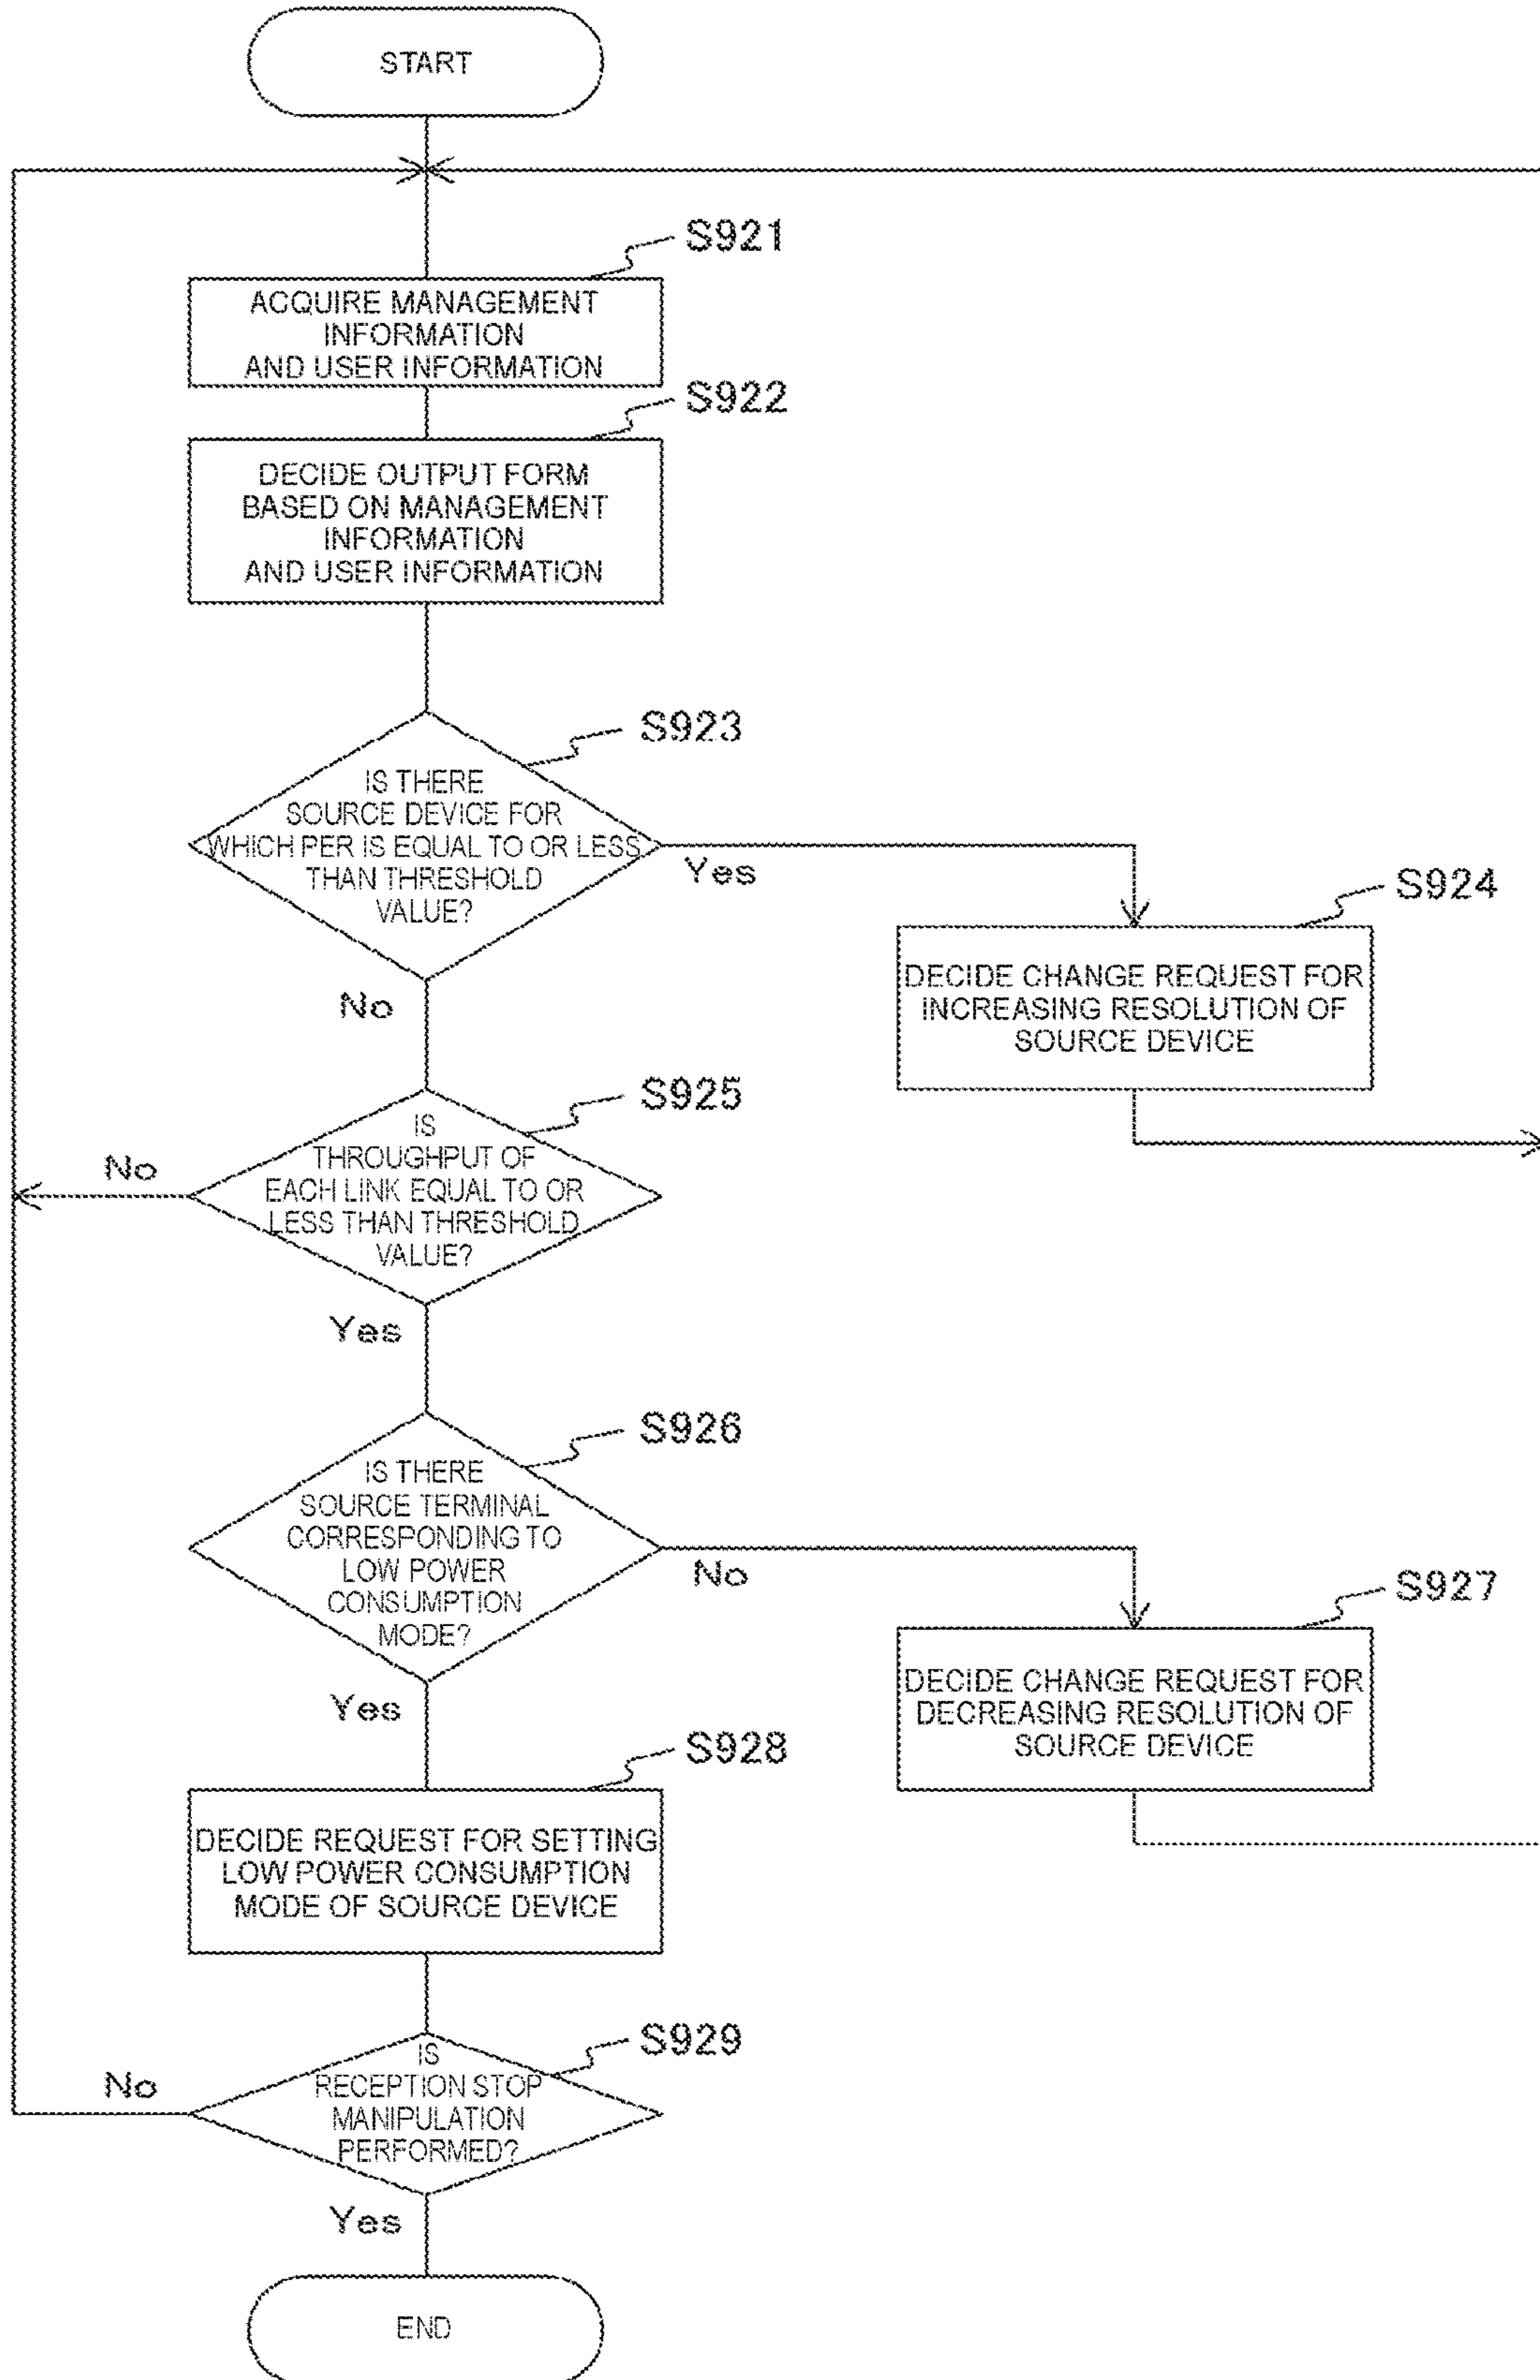 START
S921
ACQUIRE MANAGEMENT
INFORMATION
AND USER INFORMATION
S922
DECIDE OUTPUT FORM
BASED ON MANAGEMENT
INFORMATION
AND USER INFORMATION
S923
IS THERE
SOURCE DEVICE FOR
WHICH PER IS EQUAL TO OR LESS
THAN THRESHOLD
VALUE?
Yes
No
S924
DECIDE CHANGE REQUEST FOR
INCREASING RESOLUTION OF
SOURCE DEVICE
S925
IS
THROUGHPUT OF
EACH LINK EQUAL TO OR
LESS THAN THRESHOLD
VALUE?
No
Yes
S926
IS THERE
SOURCE TERMINAL
CORRESPONDING TO
LOW POWER
CONSUMPTION
MODE?
No
Yes
S927
DECIDE CHANGE REQUEST FOR
DECREASING RESOLUTION OF
SOURCE DEVICE
S928
DECIDE REQUEST FOR SETTING
LOW POWER CONSUMPTION
MODE OF SOURCE DEVICE
S929
IS
RECEPTION STOP
MANIPULATION
PERFORMED?
No
Yes
END